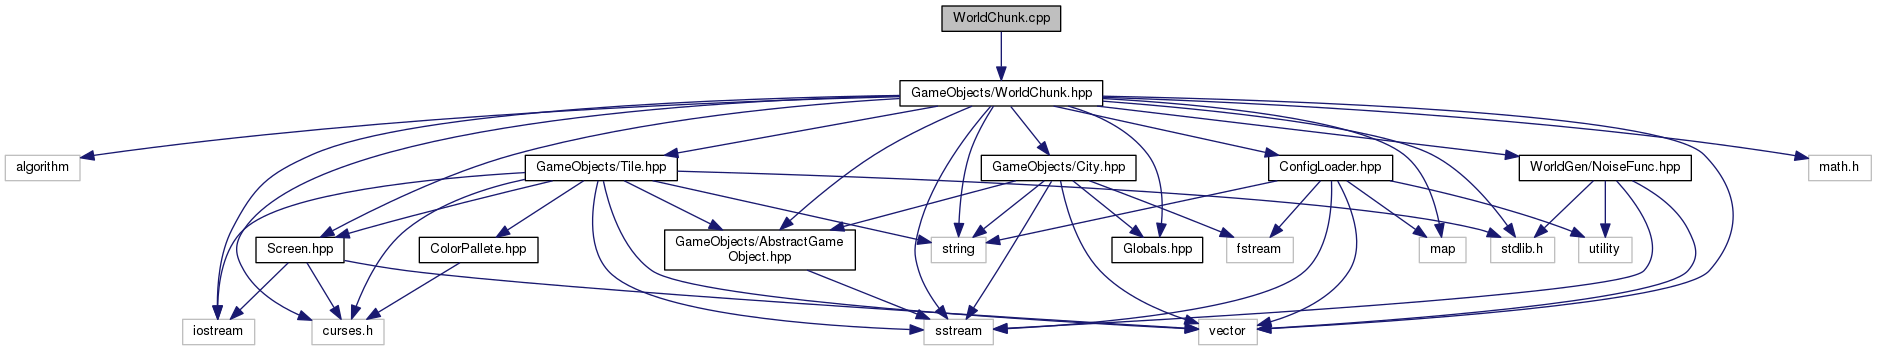 WorldChunk.cpp
GameObjects/WorldChunk.hpp
algorithm
GameObjects/Tile.hpp
GameObjects/City.hpp
ConfigLoader.hpp
WorldGen/NoiseFunc.hpp
math.h
Screen.hpp
ColorPallete.hpp
GameObjects/AbstractGame
Object.hpp
string
Globals.hpp
fstream
map
stdlib.h
utility
iostream
curses.h
sstream
vector